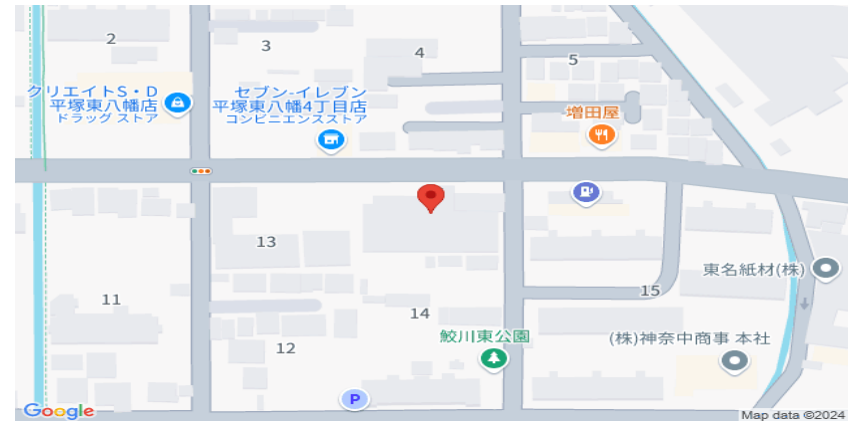 2
3
4
5
クリエイトS・D
平塚東八幡店
ドラッグ ストア
セブン-イレブン
平塚東八幡4丁目店
コンビニエンスストア
増田屋
13
東名紙材(株)
15
11
14
鮫川東公園
(株)神奈中商事 本社
12
P
Google
Map data ©2024